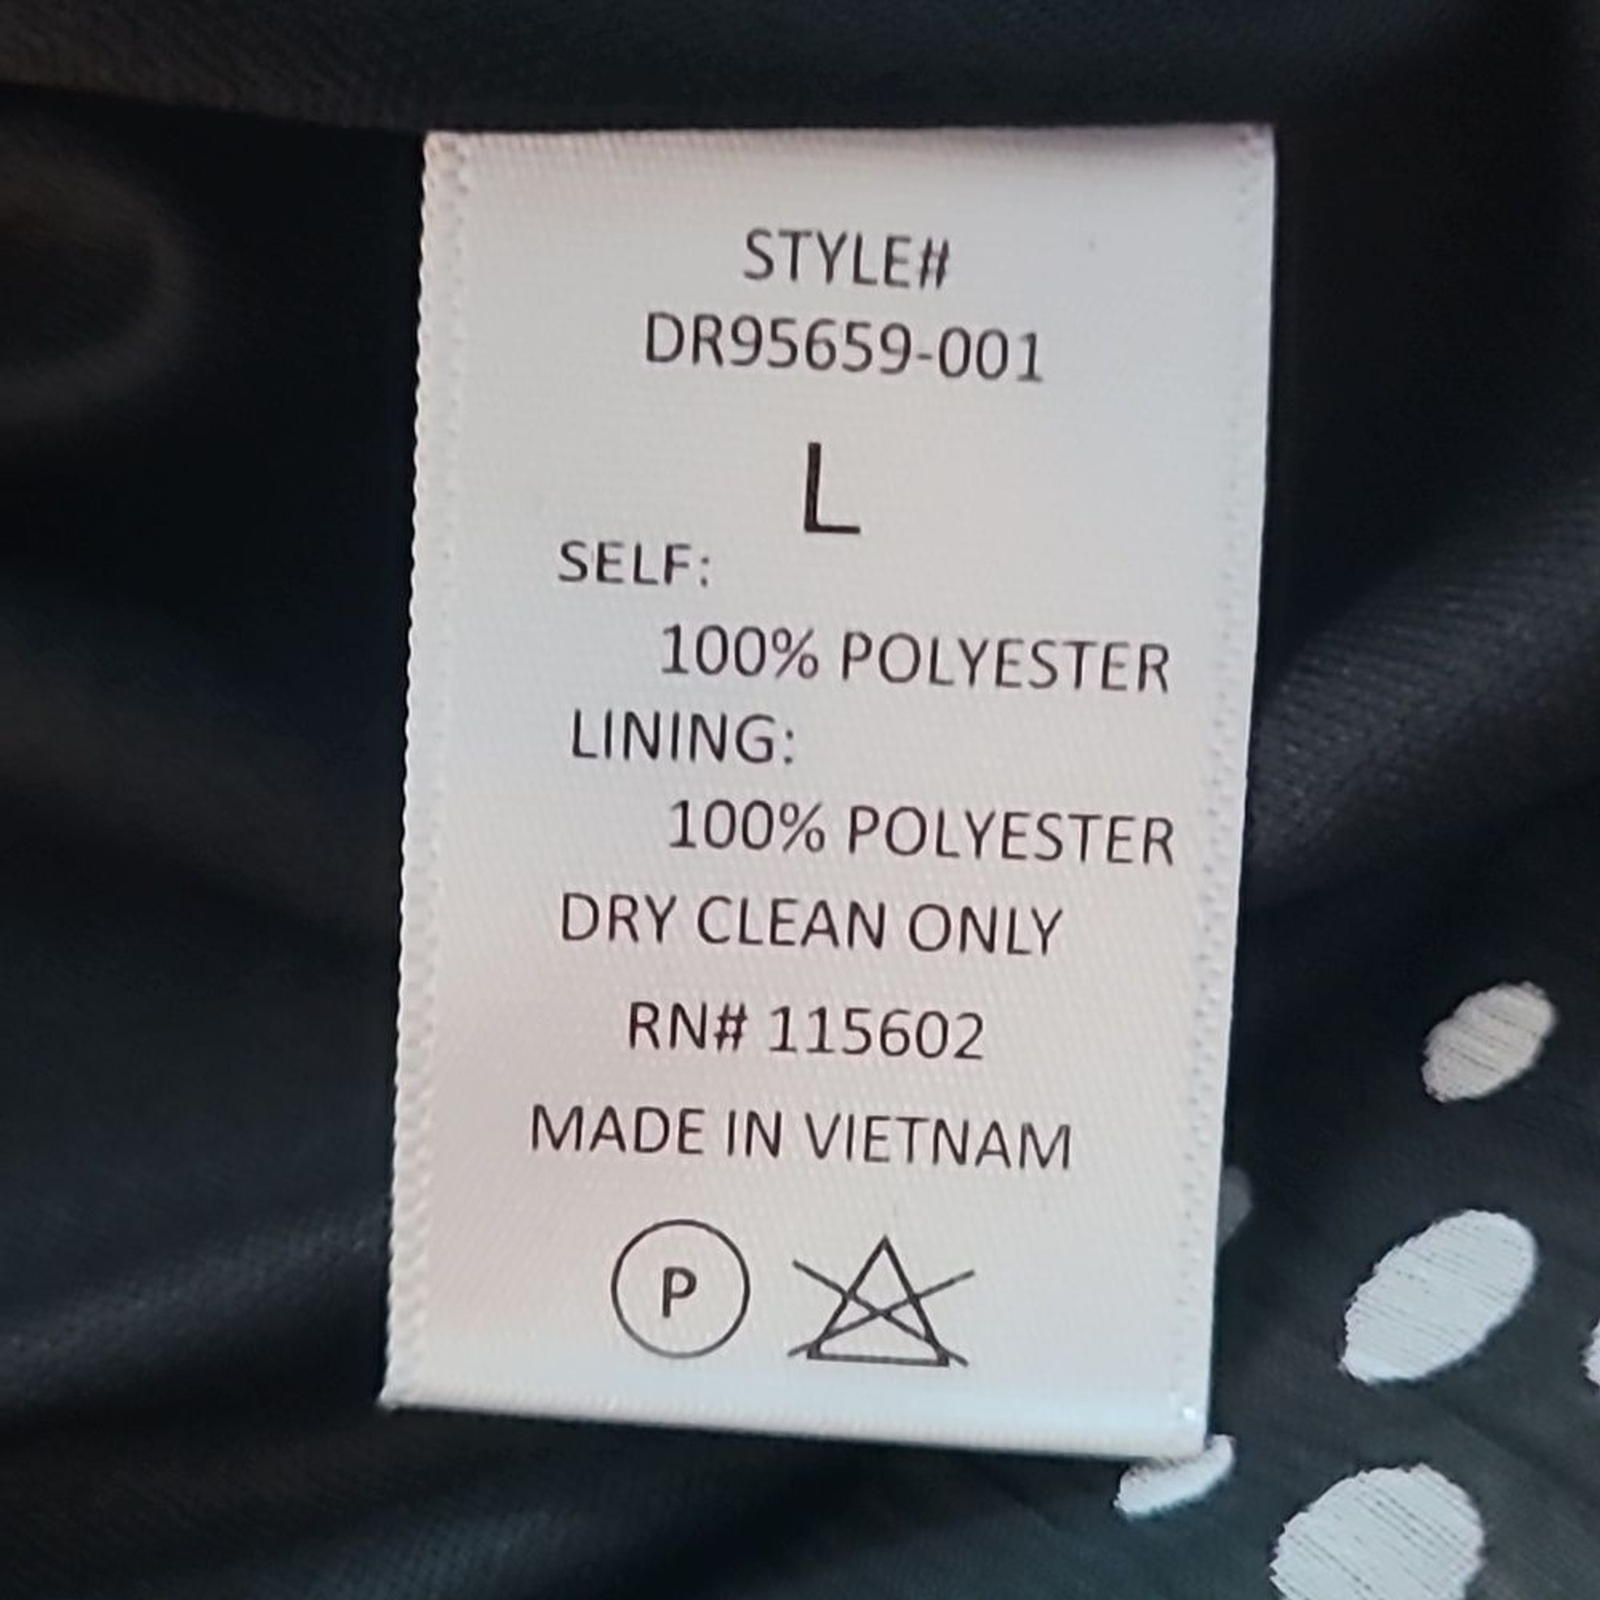 STYLE#
DR95659-001
L
SELF:
100% POLYESTER
LINING:
100% POLYESTER
DRY CLEAN ONLY
RN# 115602
MADE IN VIETNAM
P